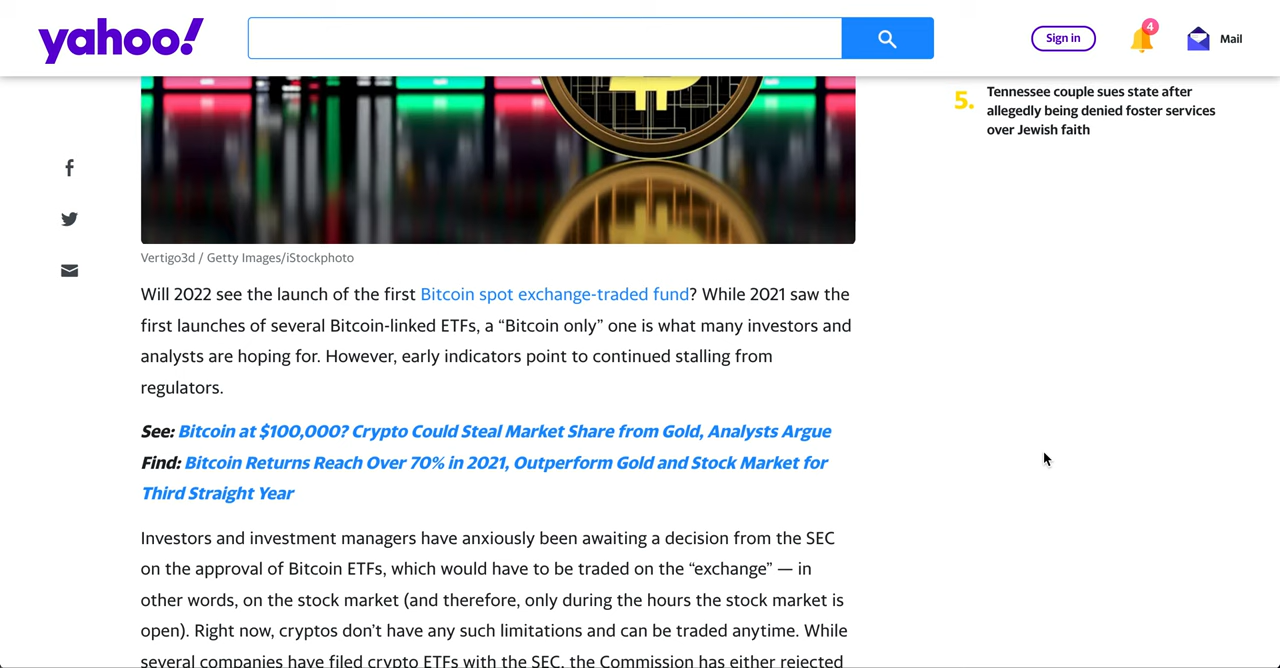 yahoo!
Sign in
4
Mail
5.
Tennessee couple sues state after
allegedly being denied foster services
over Jewish faith
Vertigo3d / Getty Images/iStockphoto
Will 2022 see the launch of the first Bitcoin spot exchange-traded fund? While 2021 saw the
first launches of several Bitcoin-linked ETFs, a “Bitcoin only” one is what many investors and
analysts are hoping for. However, early indicators point to continued stalling from
regulators.
See: Bitcoin at $100,000? Crypto Could Steal Market Share from Gold, Analysts Argue
Find: Bitcoin Returns Reach Over 70% in 2021, Outperform Gold and Stock Market for
Third Straight Year
Investors and investment managers have anxiously been awaiting a decision from the SEC
on the approval of Bitcoin ETFs, which would have to be traded on the “exchange” — in
other words, on the stock market (and therefore, only during the hours the stock market is
open). Right now, cryptos don’t have any such limitations and can be traded anytime. While
several companies have filed crypto ETFs with the SEC, the Commission has either rejected